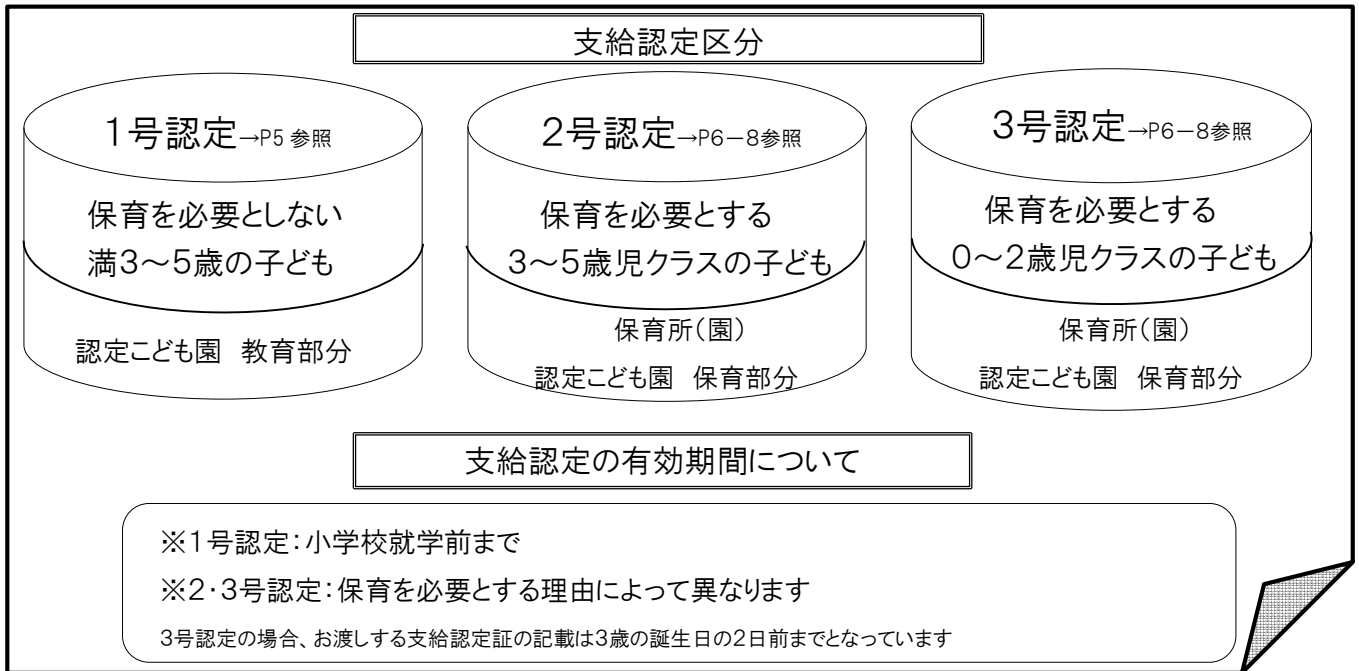 支給認定区分
1号認定→P5 参照
保育を必要としない
満3～5歳の子ども
認定こども園　教育部分
2号認定→P6－8参照
保育を必要とする
3～5歳児クラスの子ども
保育所(園)
認定こども園　保育部分
3号認定→P6－8参照
保育を必要とする
0～2歳児クラスの子ども
保育所(園)
認定こども園　保育部分
支給認定の有効期間について
※1号認定：小学校就学前まで
※2・3号認定：保育を必要とする理由によって異なります
3号認定の場合、お渡しする支給認定証の記載は3歳の誕生日の2日前までとなっています